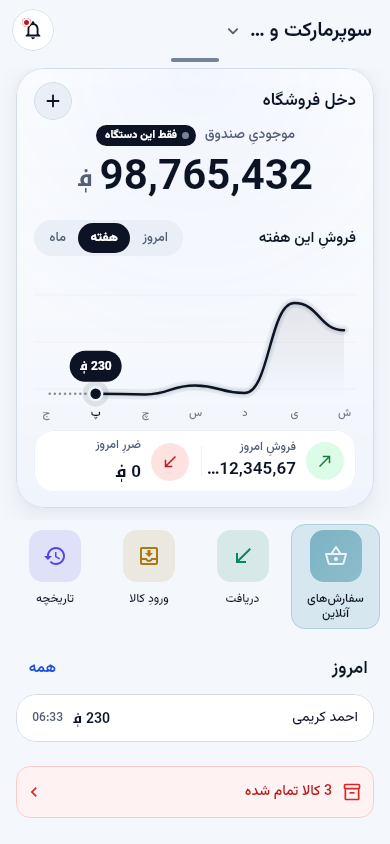 سوپرمارکت و ...
دخل فروشگاه
موجودیِ صندوق
فقط این دستگاه
98,765,432 ؋
فروشِ این هفته
امروز
هفته
ماه
230 ؋
ش
ی
د
س
چ
پ
ج
فروشِ امروز
12,345,67...
ضررِ امروز
0 ؋
سفارش‌های آنلاین
دریافت
ورودِ کالا
تاریخچه
امروز
همه
احمد کریمی
230 ؋
06:33
3 کالا تمام شده